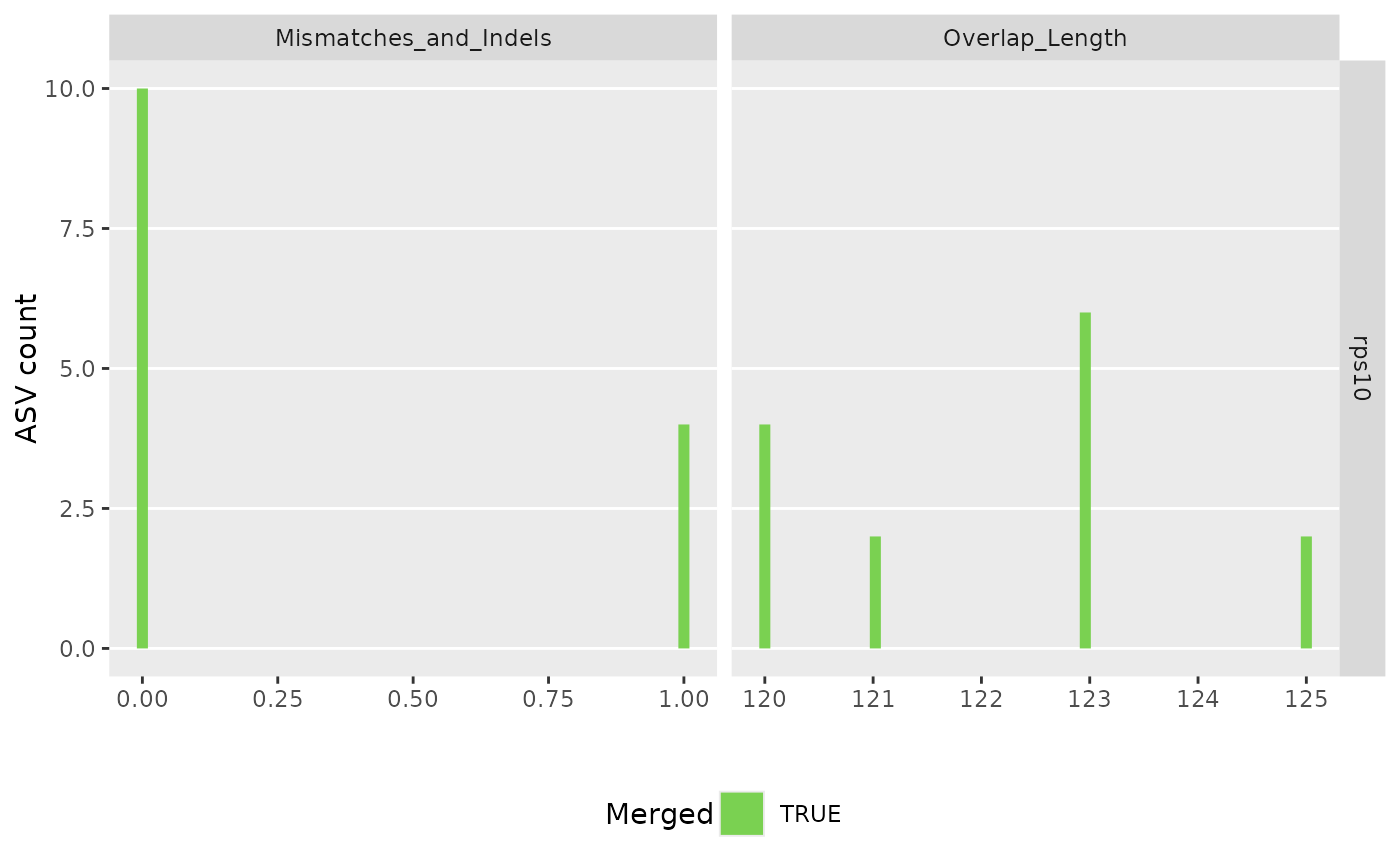 Mismatches_and_Indels
Overlap_Length
ASV count
10.0
7.5
5.0
2.5
0.0
rps10
0.00 0.25 0.50 0.75 1.00
120 121 122 123 124 125
Merged TRUE